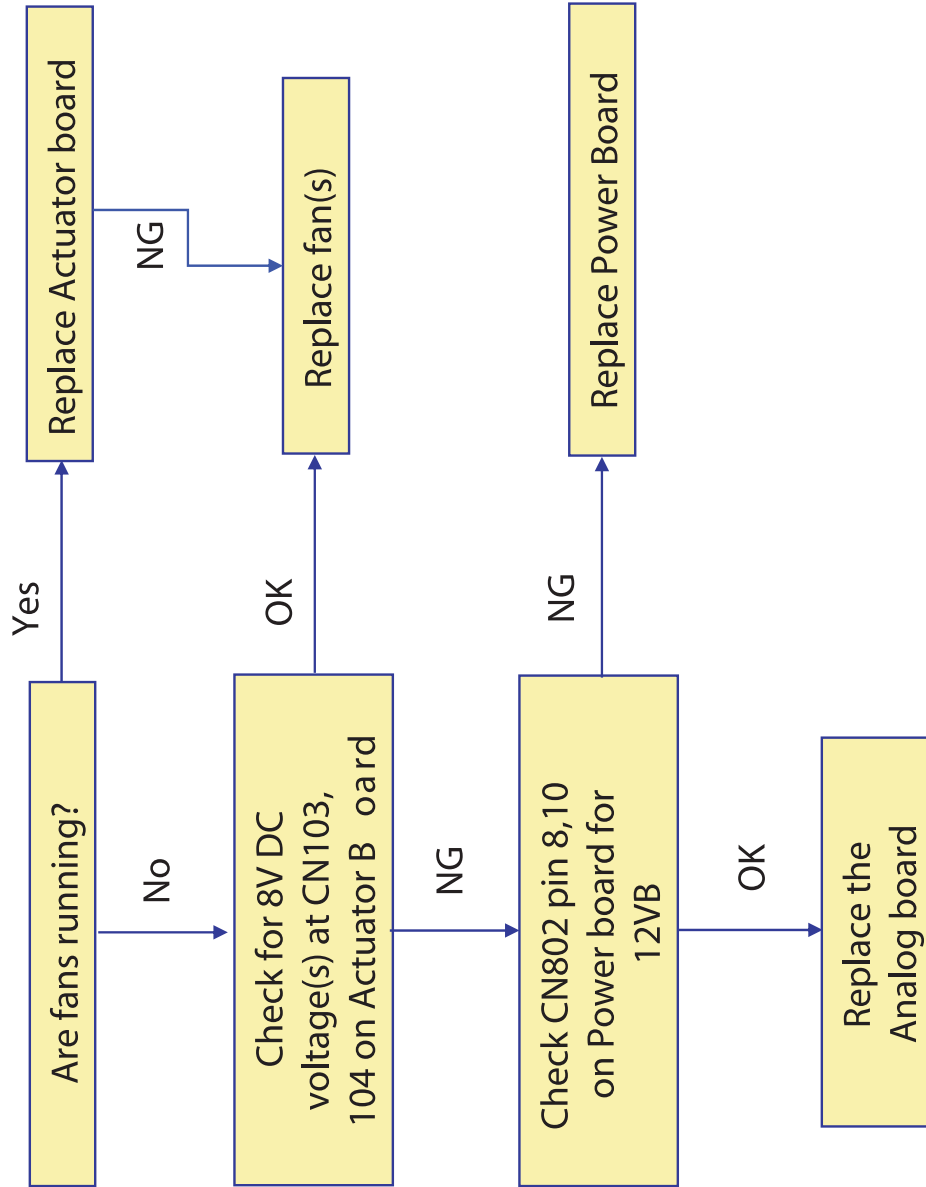 Are fans running?
Yes
Replace Actuator board
No
NG
Check for 8V DC
voltage(s) at CN103,
104 on Actuator B oard
OK
Replace fan(s)
NG
Check CN802 pin 8,10
on Power board for
12VB
NG
Replace Power Board
OK
Replace the
Analog board